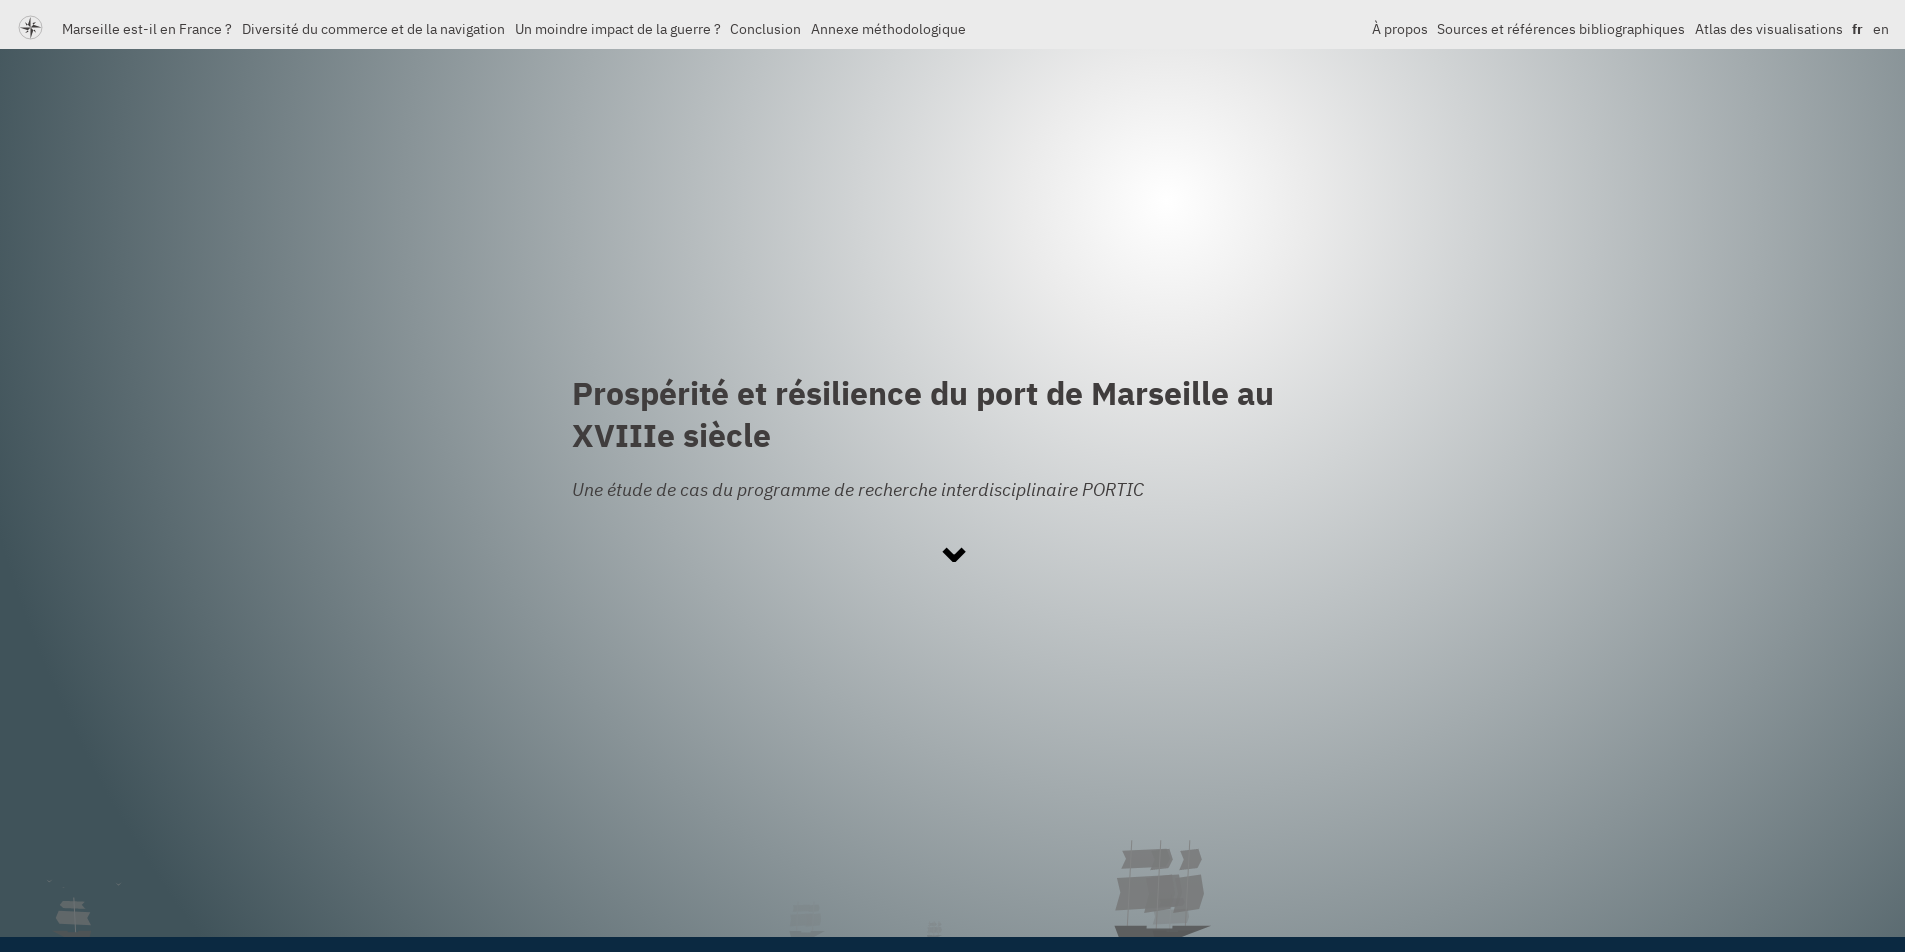 Marseille est-il en France ? Diversité du commerce et de la navigation Un moindre impact de la guerre ? Conclusion Annexe méthodologique À propos Sources et références bibliographiques Atlas des visualisations fr en
Prospérité et résilience du port de Marseille au
XVIIIe siècle
Une étude de cas du programme de recherche interdisciplinaire PORTIC